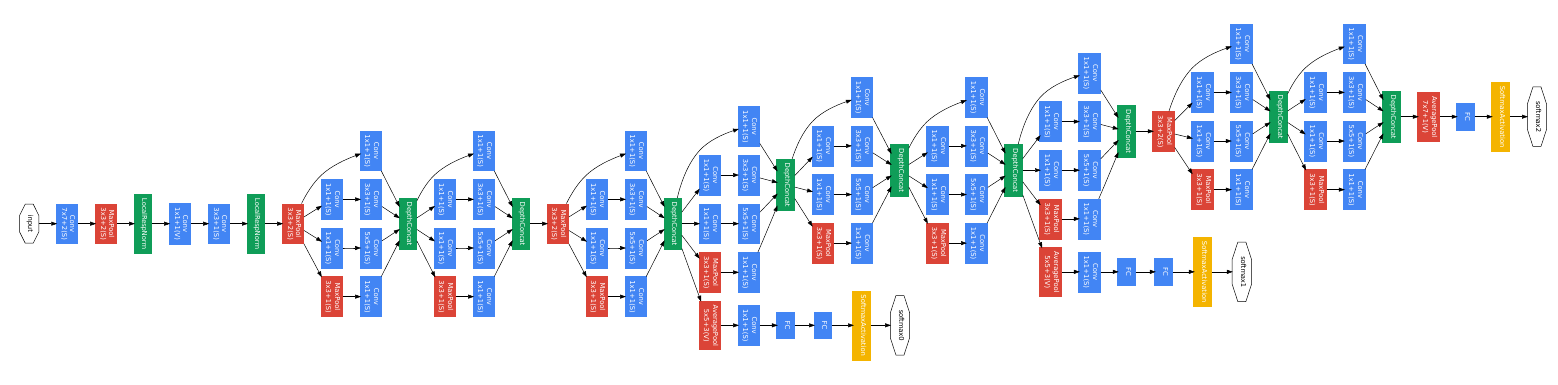 input
Conv
7x7+2(S)
MaxPool
3x3+2(S)
LocalRespNorm
Conv
1x1+1(V)
Conv
3x3+1(S)
LocalRespNorm
MaxPool
3x3+2(S)
Conv
1x1+1(S)
Conv
1x1+1(S)
MaxPool
3x3+1(S)
Conv
1x1+1(S)
Conv
3x3+1(S)
Conv
5x5+1(S)
Conv
1x1+1(S)
DepthConcat
Conv
1x1+1(S)
Conv
1x1+1(S)
MaxPool
3x3+1(S)
Conv
1x1+1(S)
Conv
3x3+1(S)
Conv
5x5+1(S)
Conv
1x1+1(S)
DepthConcat
MaxPool
3x3+2(S)
Conv
1x1+1(S)
Conv
1x1+1(S)
MaxPool
3x3+1(S)
Conv
1x1+1(S)
Conv
3x3+1(S)
Conv
5x5+1(S)
Conv
1x1+1(S)
DepthConcat
Conv
1x1+1(S)
Conv
1x1+1(S)
MaxPool
3x3+1(S)
AveragePool
5x5+3(V)
Conv
1x1+1(S)
Conv
3x3+1(S)
Conv
5x5+1(S)
Conv
1x1+1(S)
Conv
1x1+1(S)
DepthConcat
FC
FC
SoftmaxActivation
softmax0
Conv
1x1+1(S)
Conv
1x1+1(S)
MaxPool
3x3+1(S)
Conv
1x1+1(S)
Conv
3x3+1(S)
Conv
5x5+1(S)
Conv
1x1+1(S)
DepthConcat
Conv
1x1+1(S)
Conv
1x1+1(S)
MaxPool
3x3+1(S)
Conv
1x1+1(S)
Conv
3x3+1(S)
Conv
5x5+1(S)
Conv
1x1+1(S)
DepthConcat
Conv
1x1+1(S)
Conv
1x1+1(S)
MaxPool
3x3+1(S)
AveragePool
5x5+3(V)
Conv
1x1+1(S)
Conv
3x3+1(S)
Conv
5x5+1(S)
Conv
1x1+1(S)
Conv
1x1+1(S)
DepthConcat
FC
FC
SoftmaxActivation
softmax1
MaxPool
3x3+2(S)
Conv
1x1+1(S)
Conv
1x1+1(S)
MaxPool
3x3+1(S)
Conv
1x1+1(S)
Conv
3x3+1(S)
Conv
5x5+1(S)
Conv
1x1+1(S)
DepthConcat
Conv
1x1+1(S)
Conv
1x1+1(S)
MaxPool
3x3+1(S)
Conv
1x1+1(S)
Conv
3x3+1(S)
Conv
5x5+1(S)
Conv
1x1+1(S)
DepthConcat
AveragePool
7x7+1(V)
FC
SoftmaxActivation
softmax2